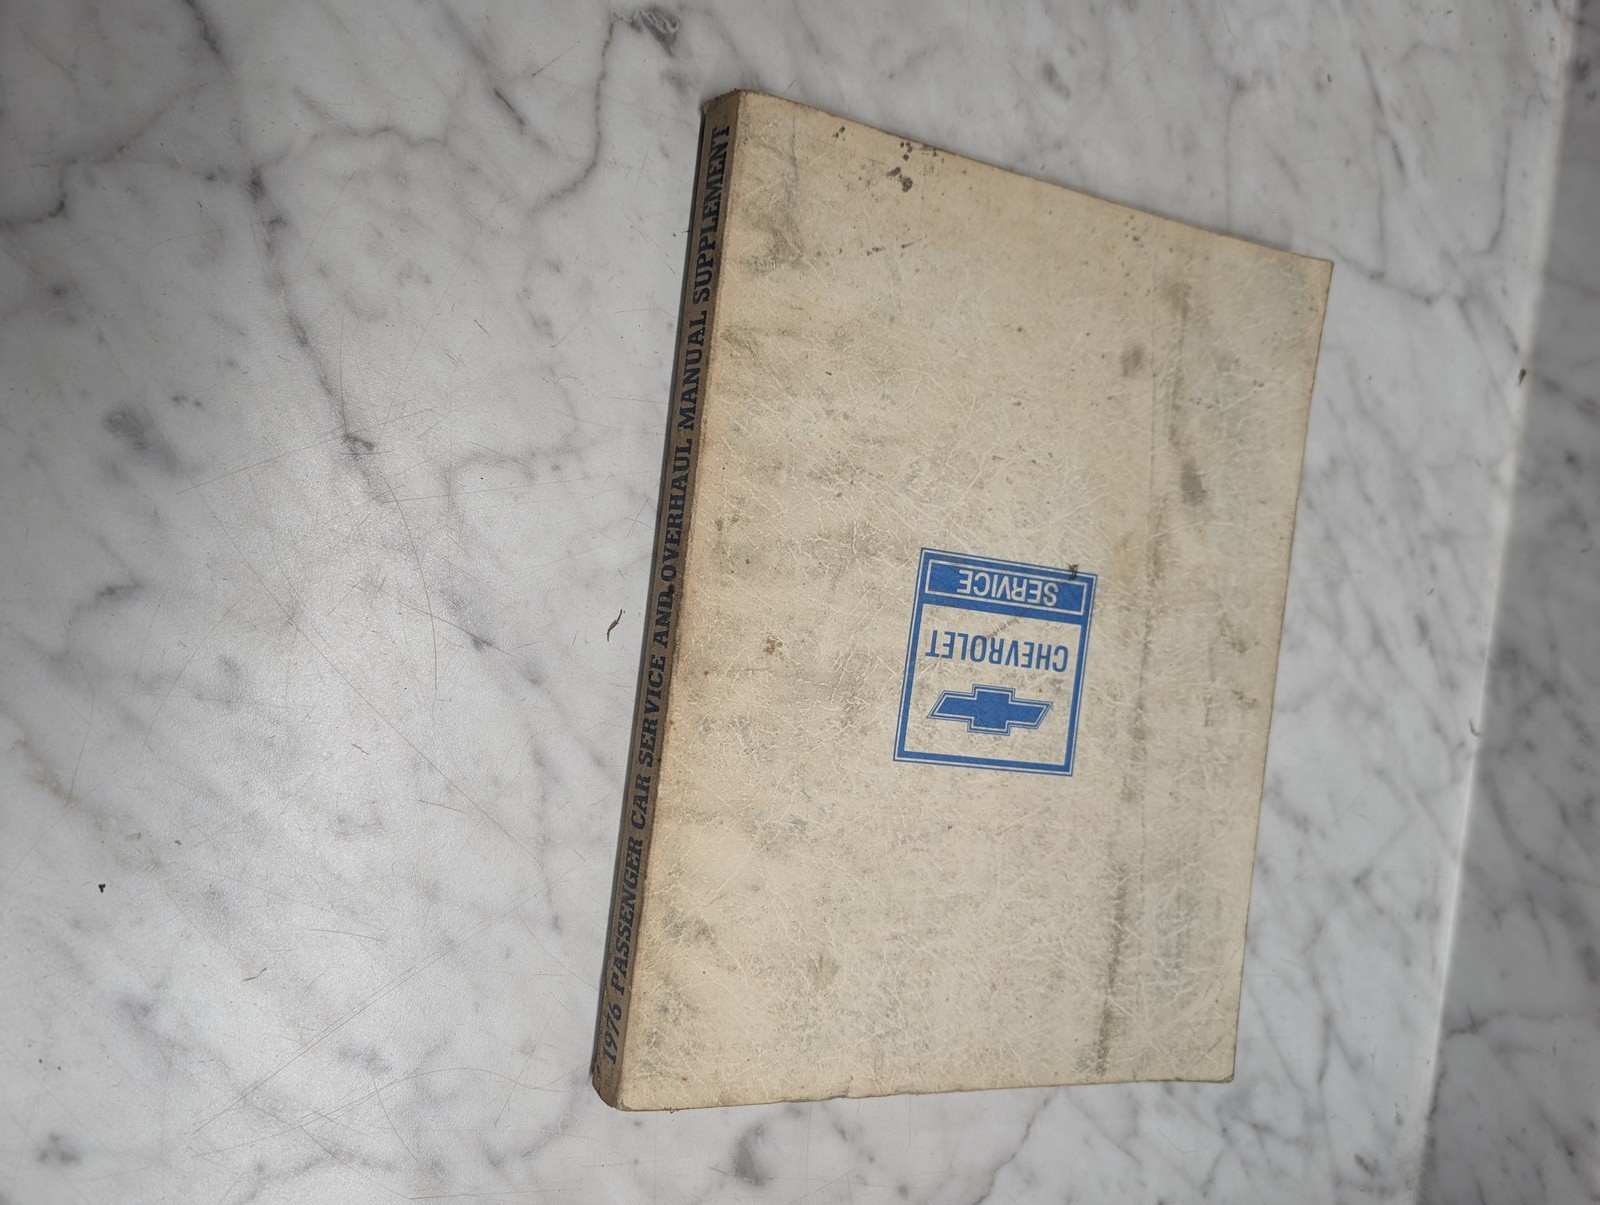 1976 PASSENGER CAR SERVICE AND OVERHAUL MANUAL SUPPLEMENT
CHEVROLET
SERVICE